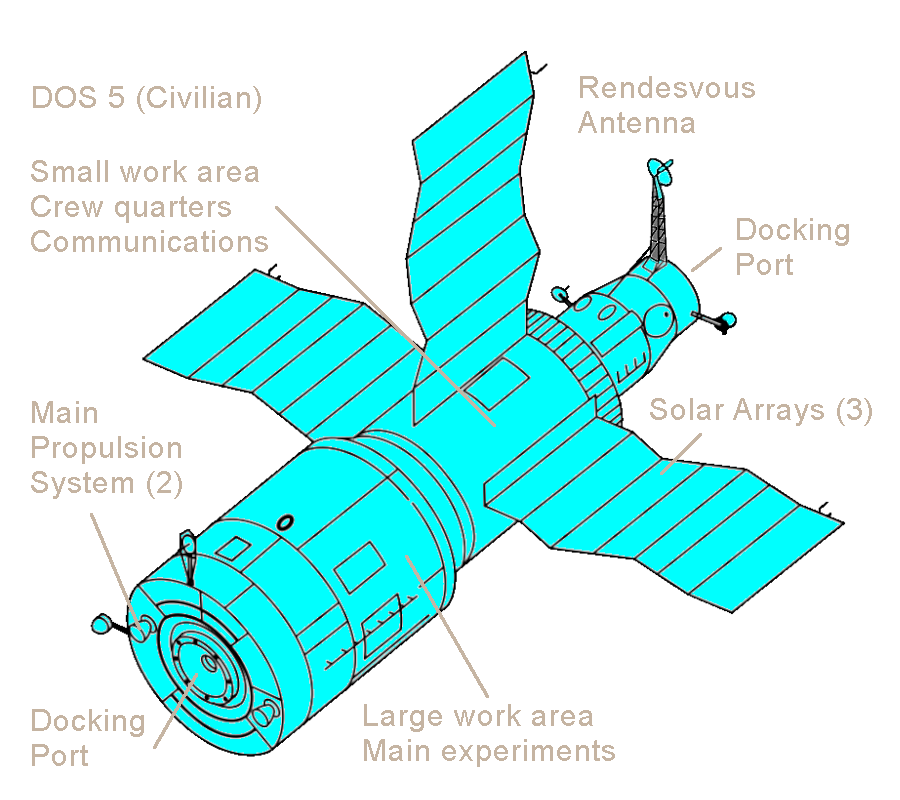 DOS 5 (Civilian)
Rendesvous
Antenna
Small work area
Crew quarters
Communications
Docking
Port
Main
Propulsion
System (2)
Solar Arrays (3)
Docking
Port
Large work area
Main experiments